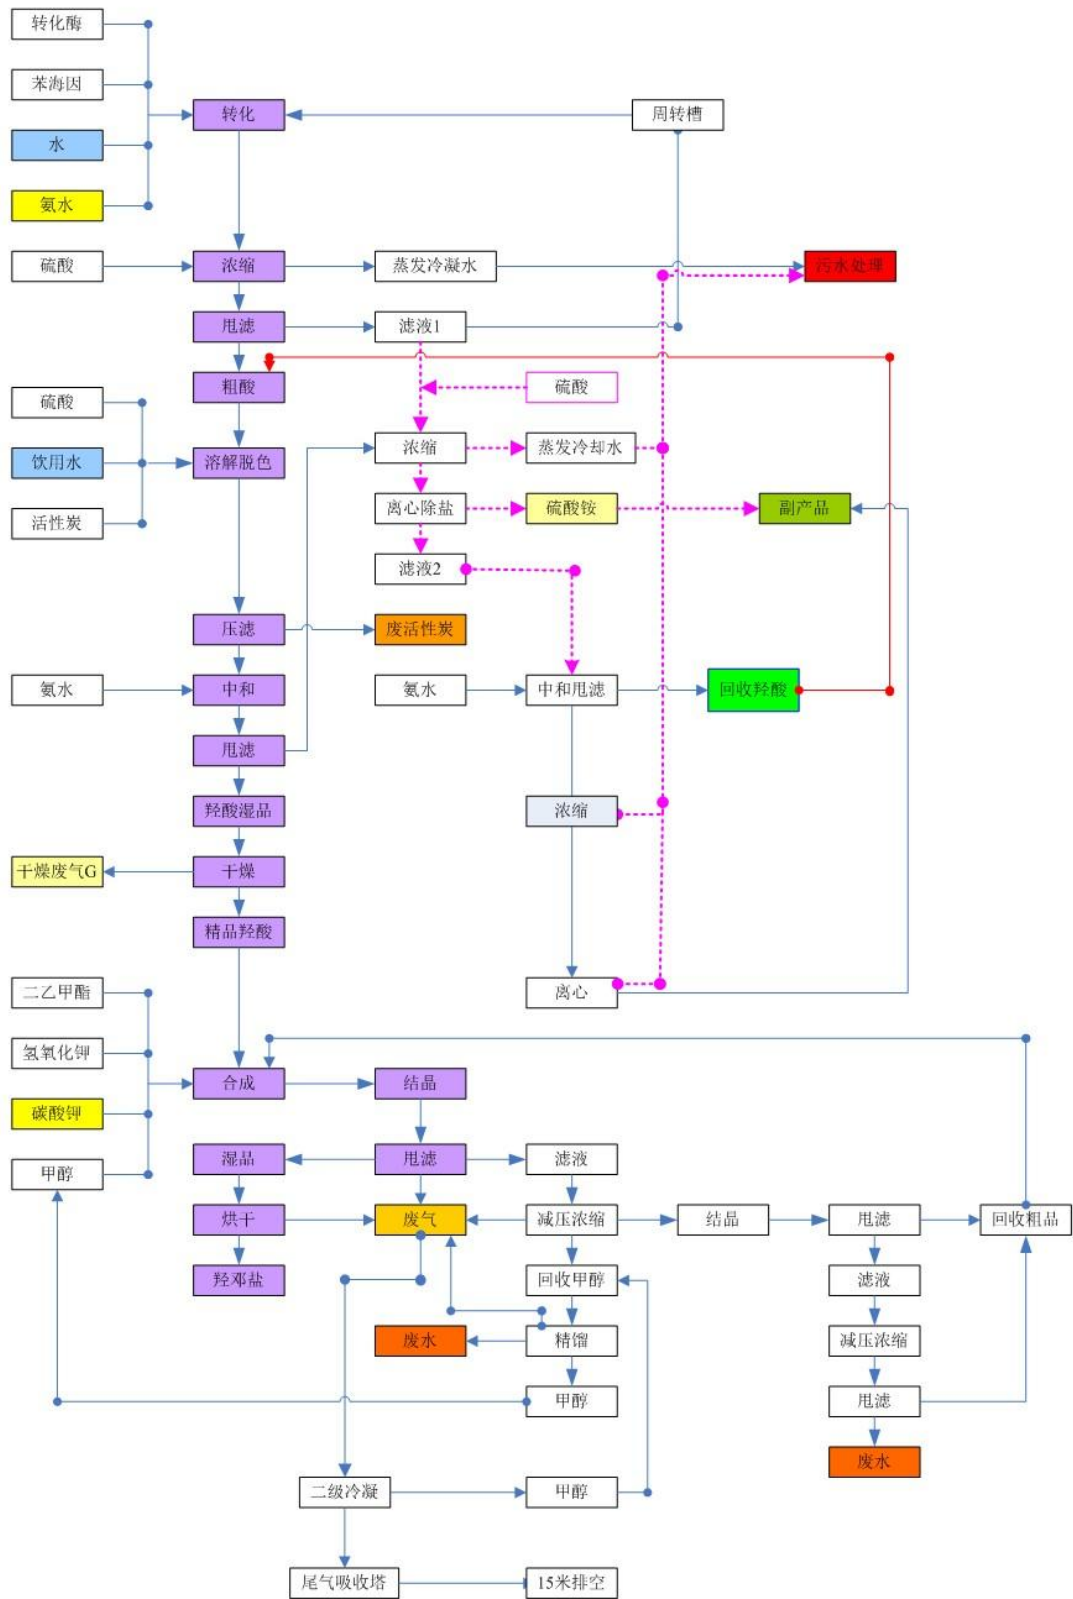 转化酶
苯海因
转化
周转槽
水
氨水
硫酸
浓缩
蒸发冷凝水
污水处理
甩滤
滤液1
粗酸
硫酸
硫酸
饮用水
溶解脱色
浓缩
蒸发冷却水
活性炭
离心除盐
硫酸铵
副产品
滤液2
压滤
废活性炭
氨水
中和
氨水
中和甩滤
回收羟酸
甩滤
羟酸湿品
浓缩
干燥废气G
干燥
精品羟酸
二乙甲酯
离心
氢氧化钾
合成
结晶
碳酸钾
甲醇
湿品
甩滤
滤液
烘干
废气
减压浓缩
结晶
甩滤
回收粗品
羟邓盐
回收甲醇
滤液
废水
精馏
减压浓缩
甲醇
甩滤
废水
二级冷凝
甲醇
尾气吸收塔
15米排空